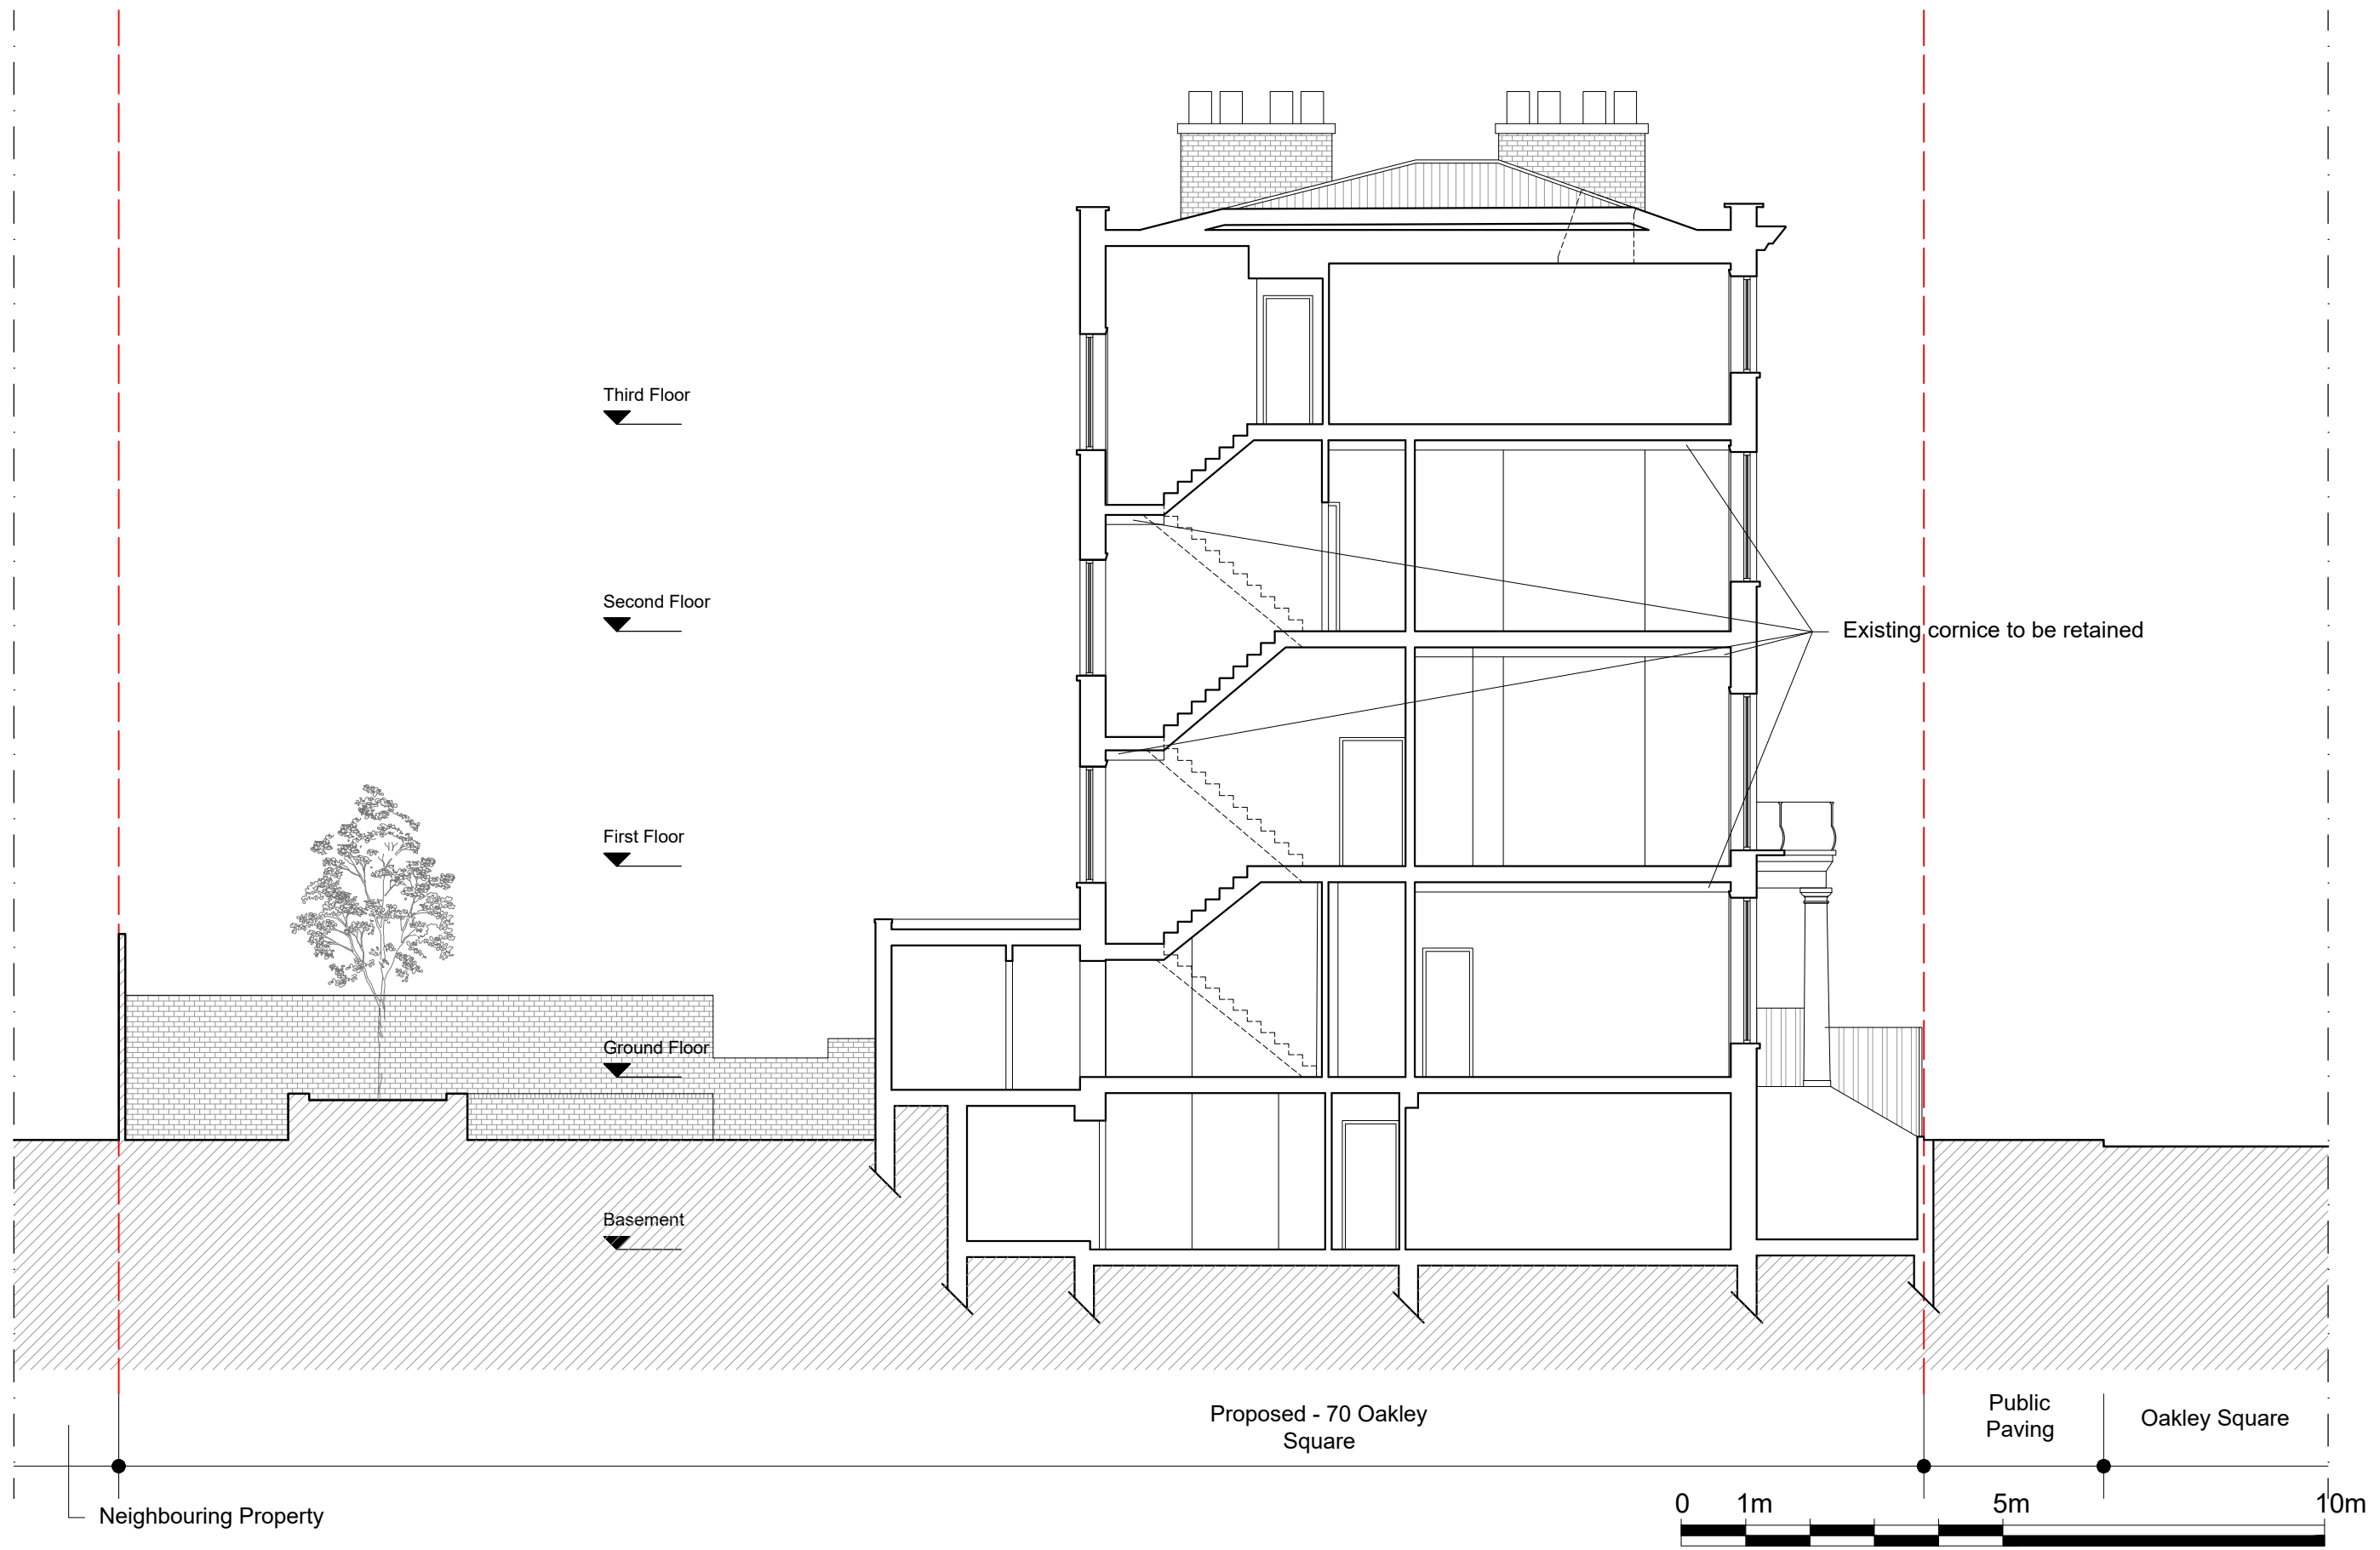 Third Floor
Second Floor
Existing cornice to be retained
First Floor
Ground Floor
Basement
Proposed - 70 Oakley
Square
Public
Paving
Oakley Square
Neighbouring Property
0 1m 5m 10m